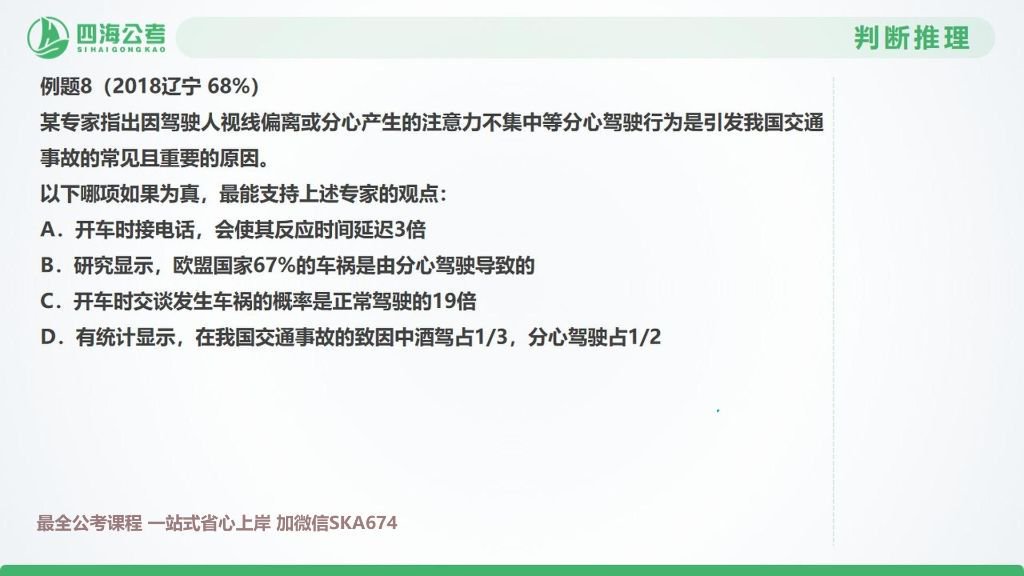 四海公考
SIHAIGONGKAO
判断推理
例题8（2018辽宁 68%）
某专家指出因驾驶人视线偏离或分心产生的注意力不集中等分心驾驶行为是引发我国交通
事故的常见且重要的原因。
以下哪项如果为真，最能支持上述专家的观点：
A．开车时接电话，会使其反应时间延迟3倍
B．研究显示，欧盟国家67%的车祸是由分心驾驶导致的
C．开车时交谈发生车祸的概率是正常驾驶的19倍
D．有统计显示，在我国交通事故的致因中酒驾占1/3，分心驾驶占1/2
最全公考课程 一站式省心上岸 加微信SKA674